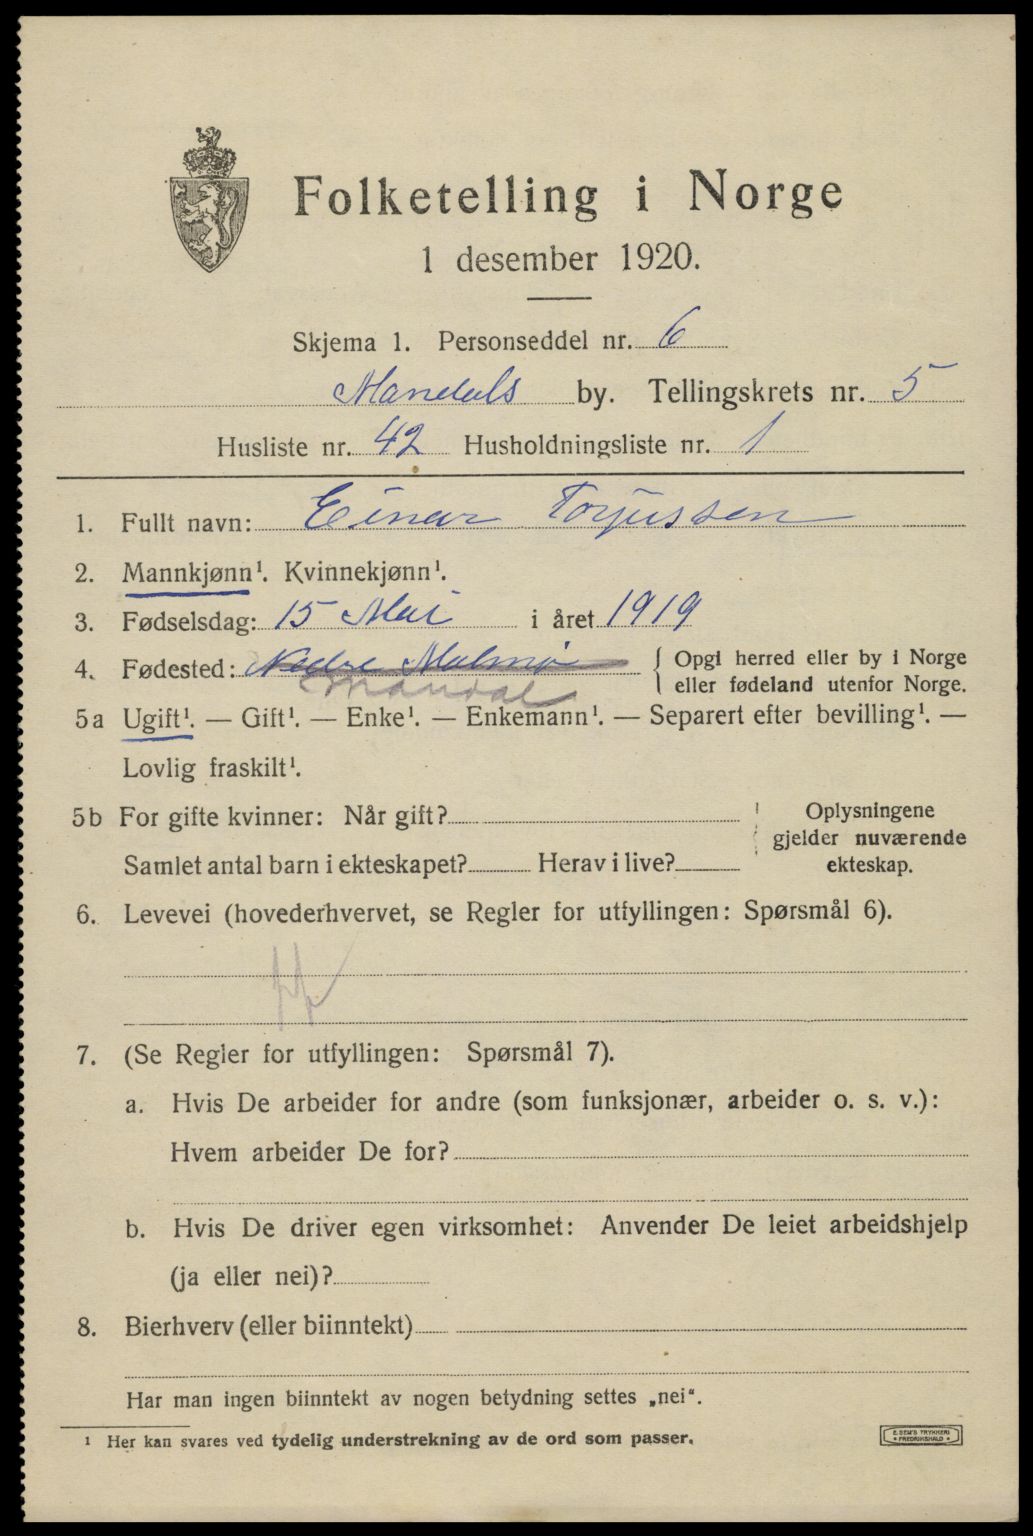 Folketelling i Norge
1 desember 1920.
Skjema 1. Personseddel nr. 6
Mandals by. Tellingskrets nr. 5
Husliste nr. 42 Husholdningsliste nr. 1
1. Fullt navn: Einar Torjussen
2. Mannkjønn¹. Kvinnekjønn¹.
3. Fødselsdag: 15 Mai i året 1919
4. Fødested: Nedre Malmø { Opgi herred eller by i Norge
eller fødeland utenfor Norge.
Mandal
5a Ugift¹. — Gift¹. — Enke¹. — Enkemann¹. — Separert efter bevilling¹. —
Lovlig fraskilt¹.
5b For gifte kvinner: Når gift?
Oplysningene
gjelder nuværende
ekteskap.
Samlet antal barn i ekteskapet? Herav i live?
6. Levevei (hovederhvervet, se Regler for utfyllingen: Spørsmål 6).
7. (Se Regler for utfyllingen: Spørsmål 7).
a. Hvis De arbeider for andre (som funksjonær, arbeider o. s. v.):
Hvem arbeider De for?
b. Hvis De driver egen virksomhet: Anvender De leiet arbeidshjelp
(ja eller nei)?
8. Bierhverv (eller biinntekt)
Har man ingen biinntekt av nogen betydning settes „nei“.
¹ Her kan svares ved tydelig understrekning av de ord som passer.
E. SEM'S TRYKKERI
• FREDRIKSHALD •